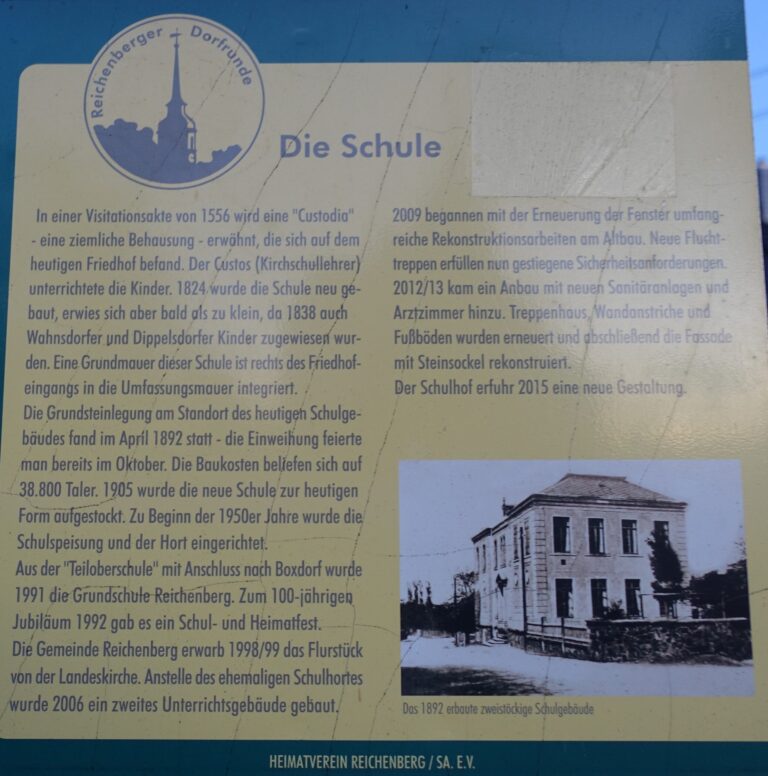 Reichenberger Dorfründe
Die Schule
In einer Visitationsakte von 1556 wird eine "Custodia"
- eine ziemliche Behausung - erwähnt, die sich auf dem
heutigen Friedhof befand. Der Custos (Kirchschullehrer)
unterrichtete die Kinder. 1824 wurde die Schule neu ge-
baut, erwies sich aber bald als zu klein, da 1838 auch
Wahnsdorfer und Dippelsdorfer Kinder zugewiesen wur-
den. Eine Grundmauer dieser Schule ist rechts des Friedhof-
eingangs in die Umfassungsmauer integriert.
Die Grundsteinlegung am Standort des heutigen Schulge-
bäudes fand im April 1892 statt - die Einweihung feierte
man bereits im Oktober. Die Baukosten beliefen sich auf
38.800 Taler. 1905 wurde die neue Schule zur heutigen
Form aufgestockt. Zu Beginn der 1950er Jahre wurde die
Schulspeisung und der Hort eingerichtet.
Aus der "Teiloberschule" mit Anschluss nach Boxdorf wurde
1991 die Grundschule Reichenberg. Zum 100-jährigen
Jubiläum 1992 gab es ein Schul- und Heimatfest.
Die Gemeinde Reichenberg erwarb 1998/99 das Flurstück
von der Landeskirche. Anstelle des ehemaligen Schulhortes
wurde 2006 ein zweites Unterrichtsgebäude gebaut.
2009 begannen mit der Erneuerung der Fenster umfang-
reiche Rekonstruktionsarbeiten am Altbau. Neue Flucht-
treppen erfüllen nun gestiegene Sicherheitsanforderungen.
2012/13 kam ein Anbau mit neuen Sanitäranlagen und
Arztzimmer hinzu. Treppenhaus, Wandanstriche und
Fußböden wurden erneuert und abschließend die Fassade
mit Steinsockel rekonstruiert.
Der Schulhof erfuhr 2015 eine neue Gestaltung.
Das 1892 erbaute zweistöckige Schulgebäude
HEIMATVEREIN REICHENBERG / SA. E.V.